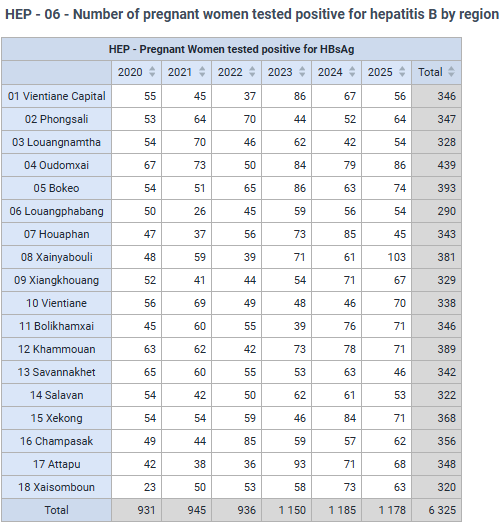 HEP - 06 - Number of pregnant women tested positive for hepatitis B by region
HEP - Pregnant Women tested positive for HBsAg
2020 2021 2022 2023 2024 2025 Total
01 Vientiane Capital 55 45 37 86 67 56 346
02 Phongsali 53 64 70 44 52 64 347
03 Louangnamtha 54 70 46 62 42 54 328
04 Oudomxai 67 73 50 84 79 86 439
05 Bokeo 54 51 65 86 63 74 393
06 Louangphabang 50 26 45 59 56 54 290
07 Houaphan 47 37 56 73 85 45 343
08 Xainyabouli 48 59 39 71 61 103 381
09 Xiangkhouang 52 41 44 54 71 67 329
10 Vientiane 56 69 49 48 46 70 338
11 Bolikhamxai 45 60 55 39 76 71 346
12 Khammouan 63 62 42 73 78 71 389
13 Savannakhet 65 60 55 53 63 46 342
14 Salavan 54 42 50 62 61 53 322
15 Xekong 54 54 59 46 84 71 368
16 Champasak 49 44 85 59 57 62 356
17 Attapu 42 38 36 93 71 68 348
18 Xaisomboun 23 50 53 58 73 63 320
Total 931 945 936 1 150 1 185 1 178 6 325